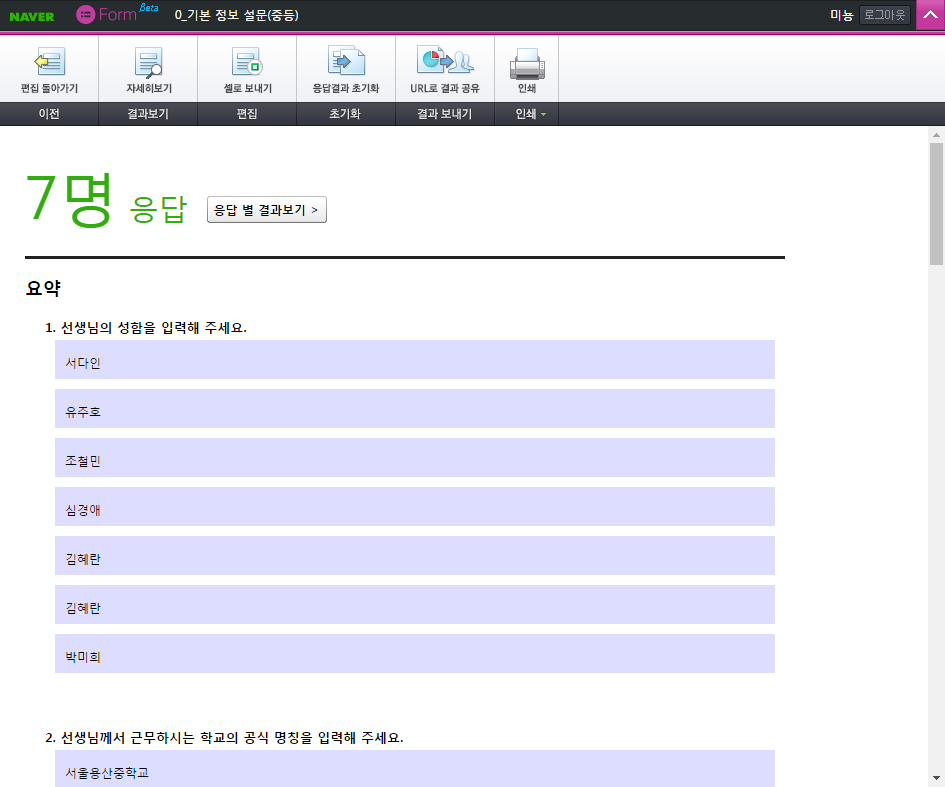 NAVER Form Beta 0_기본 정보 설문(중등) 미뇽 로그아웃
편집 돌아가기 자세히보기 셀로 보내기 응답결과 초기화 URL로 결과 공유 인쇄
이전 결과보기 편집 초기화 결과 보내기 인쇄
7명 응답 응답 별 결과보기 >
요약
1. 선생님의 성함을 입력해 주세요.
서다인
유주호
조철민
심경애
김혜란
김혜란
박미희
2. 선생님께서 근무하시는 학교의 공식 명칭을 입력해 주세요.
서울용산중학교